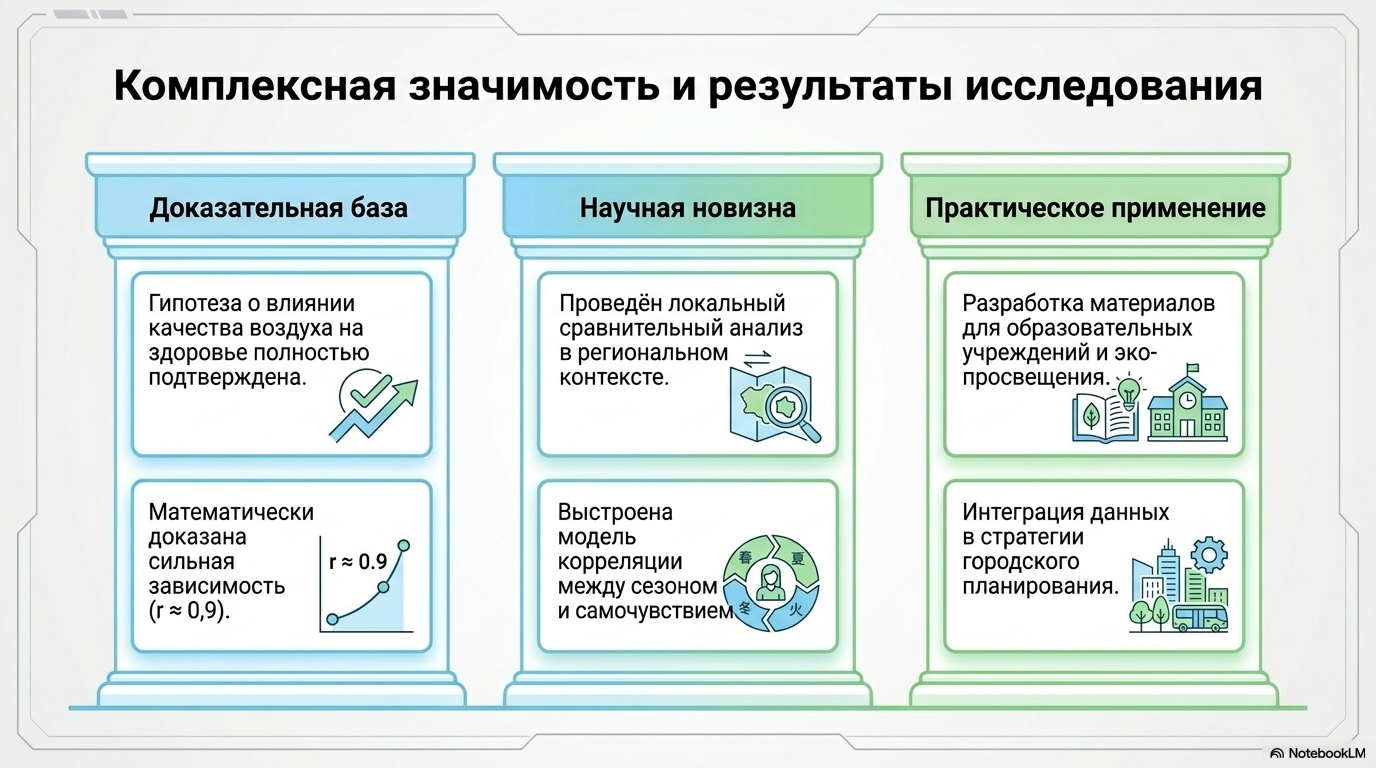 Комплексная значимость и результаты исследования
Доказательная база
Гипотеза о влиянии
качества воздуха на
здоровье полностью
подтверждена.
Математически
доказана
сильная
зависимость
(r ≈ 0,9).
r ≈ 0.9
Научная новизна
Проведён локальный
сравнительный анализ
в региональном
контексте.
Выстроена
модель
корреляции
между сезоном
и самочувствием
春
夏
冬
火
Практическое применение
Разработка материалов
для образовательных
учреждений и эко-
просвещения.
Интеграция данных
в стратегии
городского
планирования.
NotebookLM